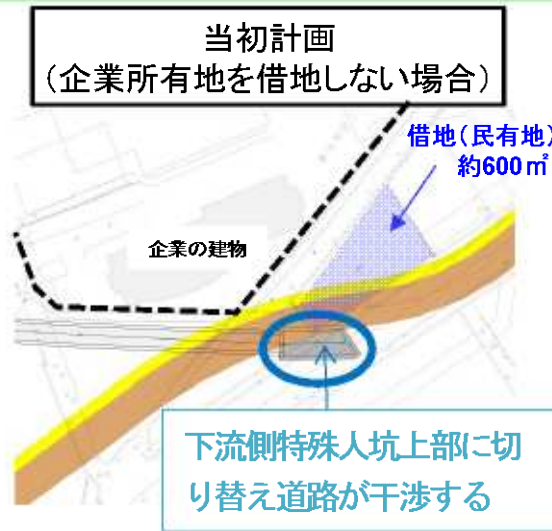 当初計画
（企業所有地を借地しない場合）
借地（民有地）
約600㎡
企業の建物
下流側特殊人坑上部に切
り替え道路が干渉する